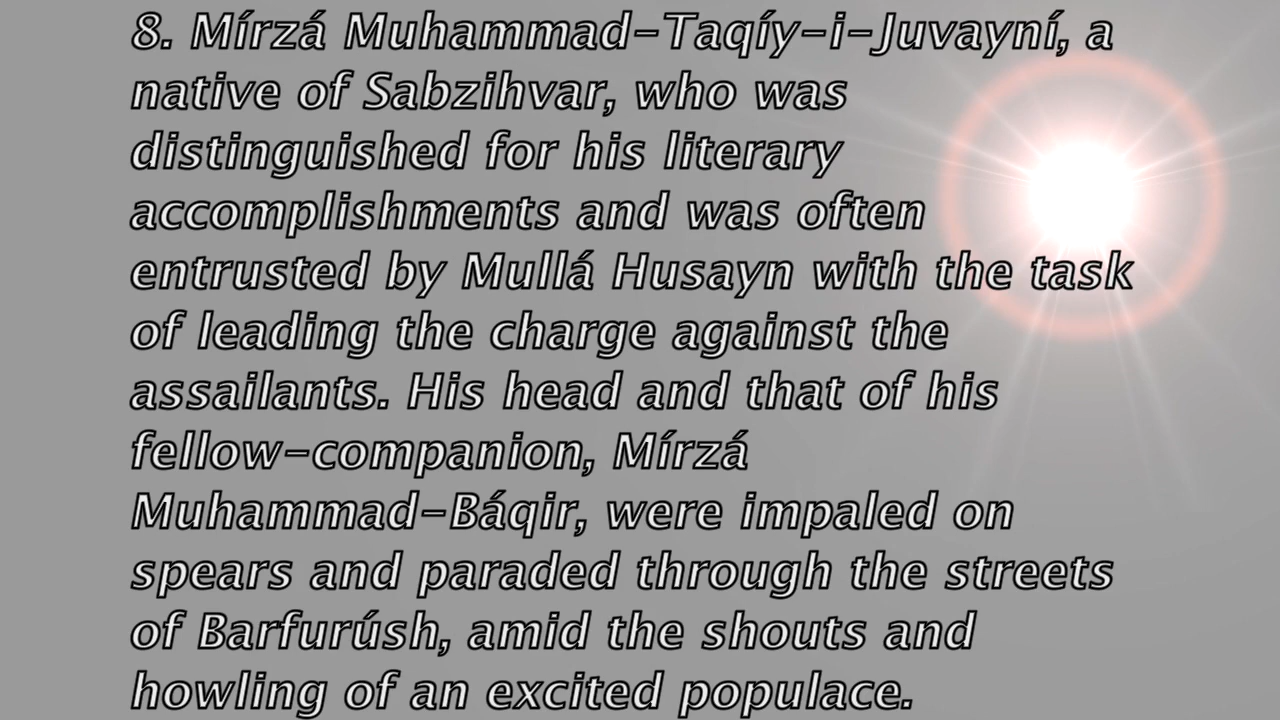 8. Mírzá Muhammad-Taqíy-i-Juvayní, a
native of Sabzihvar, who was
distinguished for his literary
accomplishments and was often
entrusted by Mullá Husayn with the task
of leading the charge against the
assailants. His head and that of his
fellow-companion, Mírzá
Muhammad-Báqir, were impaled on
spears and paraded through the streets
of Barfurúsh, amid the shouts and
howling of an excited populace.